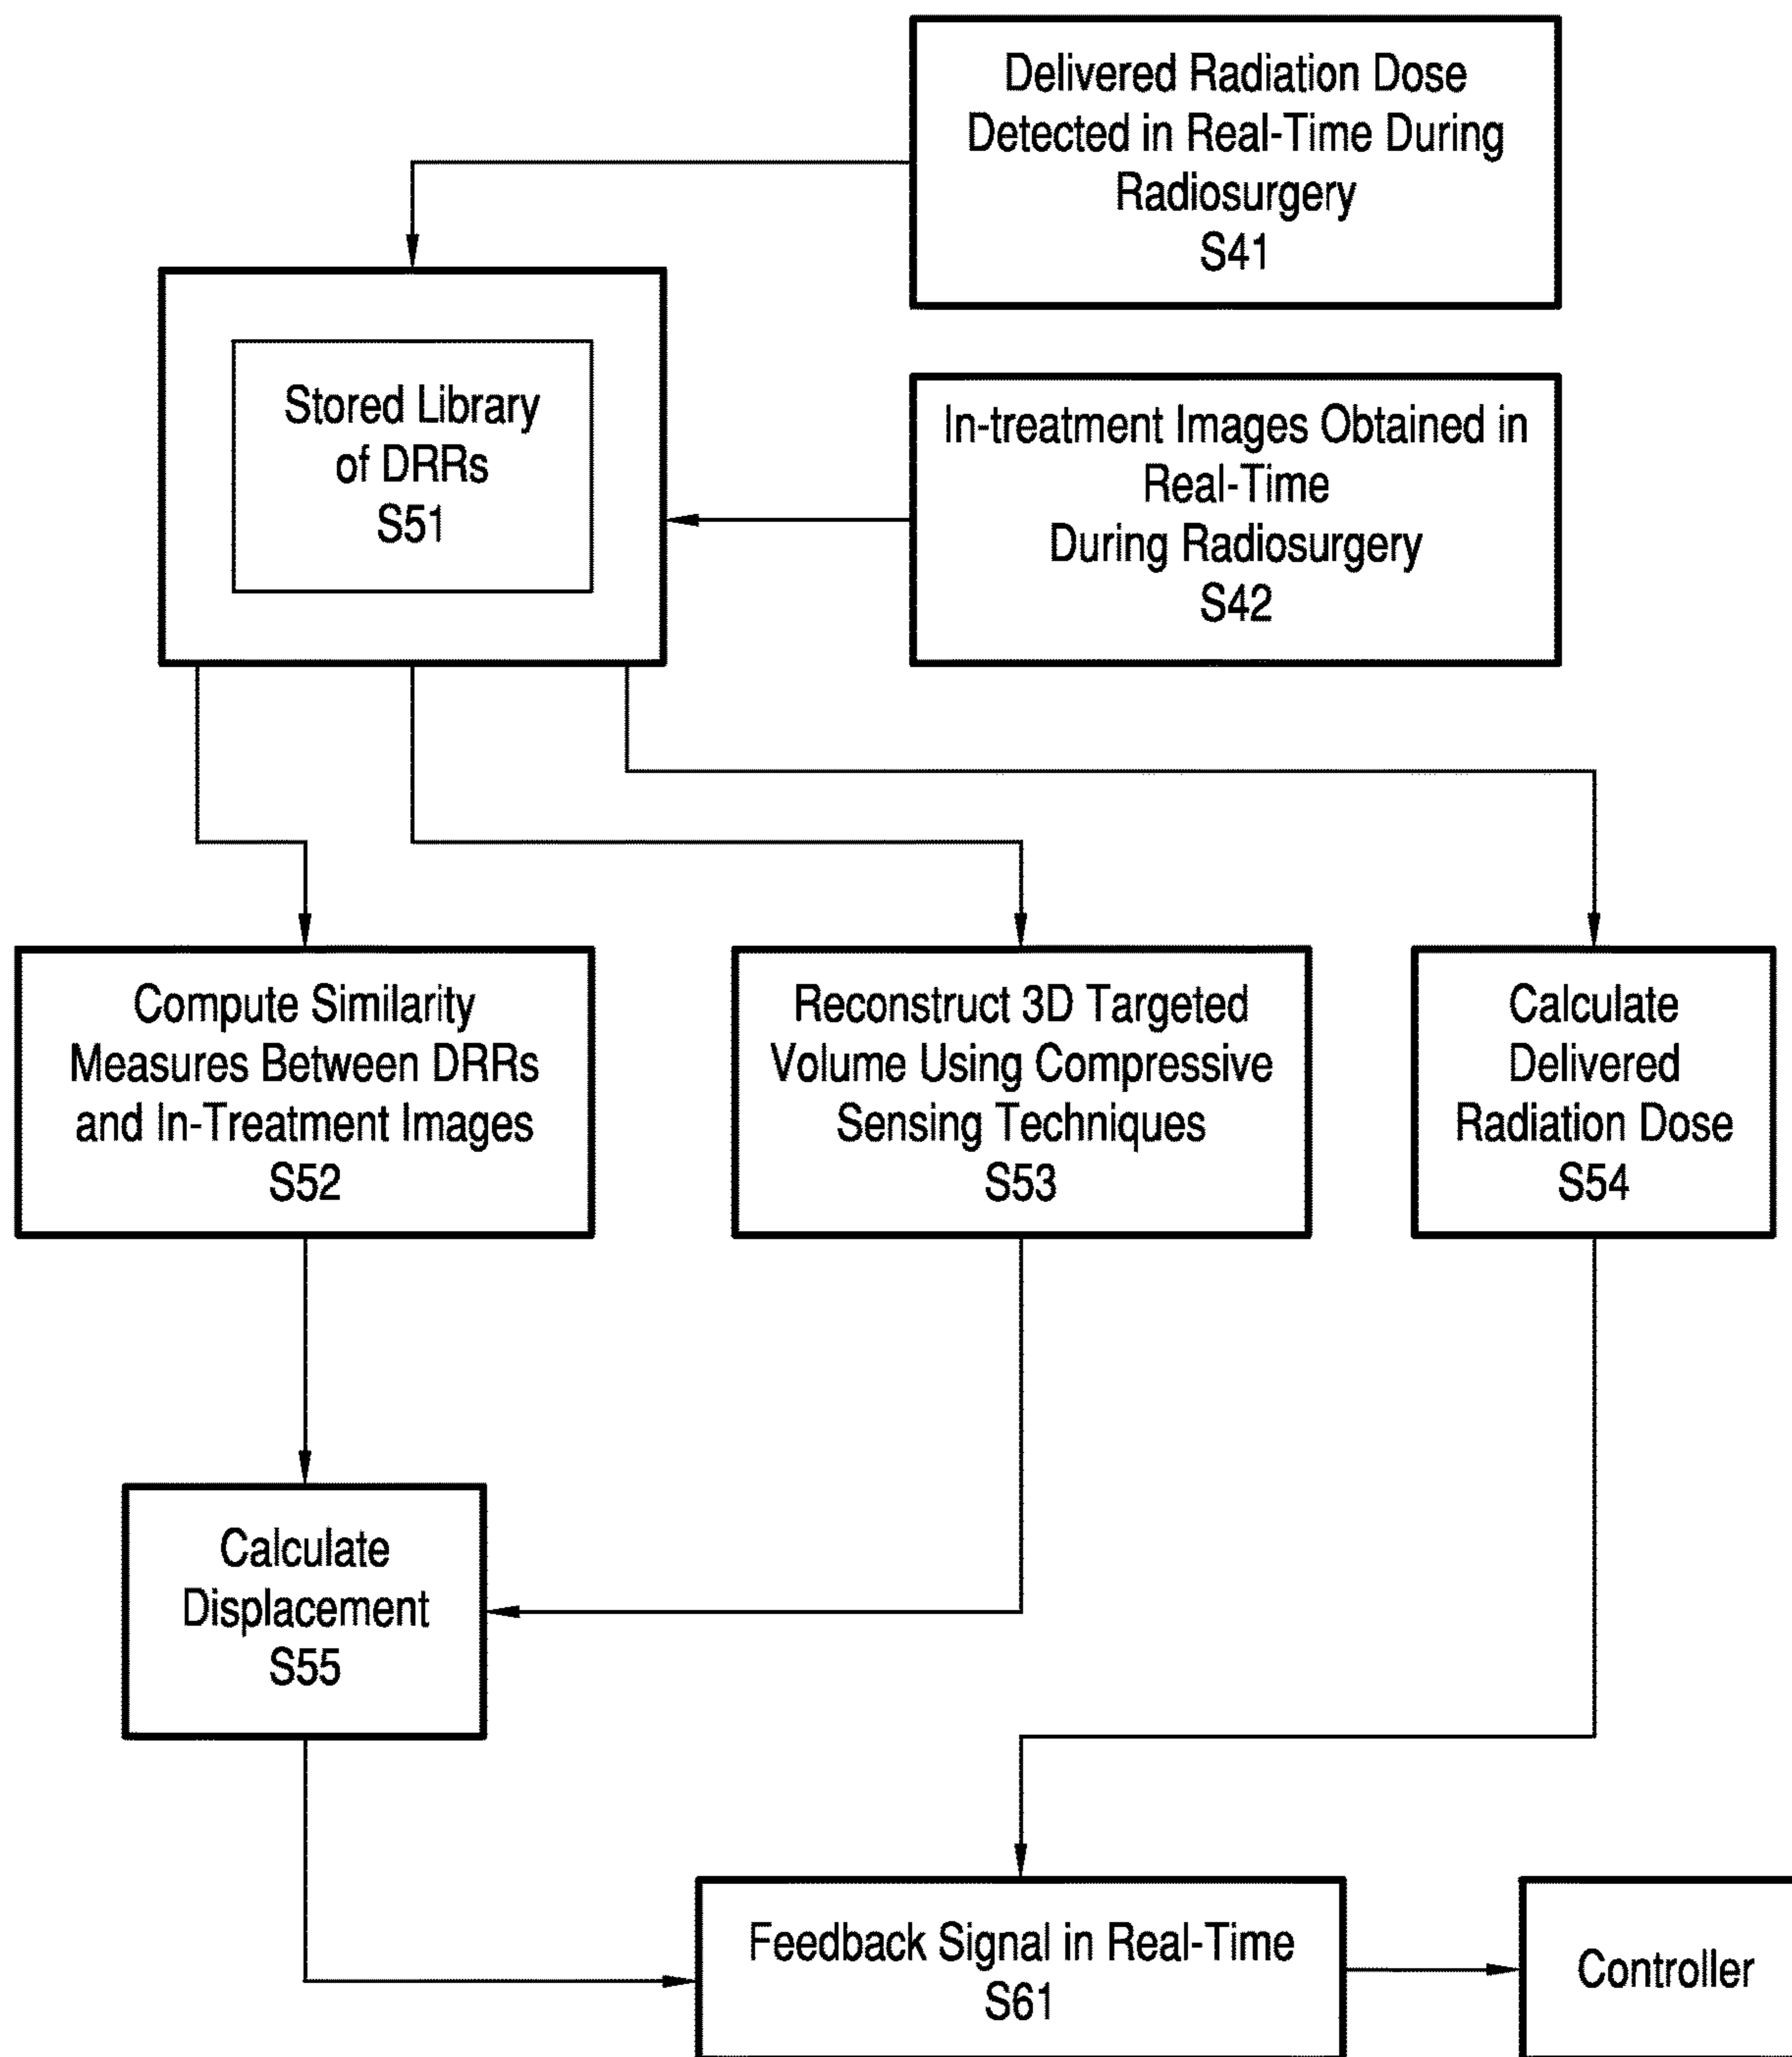 Delivered Radiation Dose
Detected in Real-Time During
Radiosurgery
S41
Stored Library
of DRRs
S51
In-treatment Images Obtained in
Real-Time
During Radiosurgery
S42
Compute Similarity
Measures Between DRRs
and In-Treatment Images
S52
Reconstruct 3D Targeted
Volume Using Compressive
Sensing Techniques
S53
Calculate
Delivered
Radiation Dose
S54
Calculate
Displacement
S55
Feedback Signal in Real-Time
S61
Controller